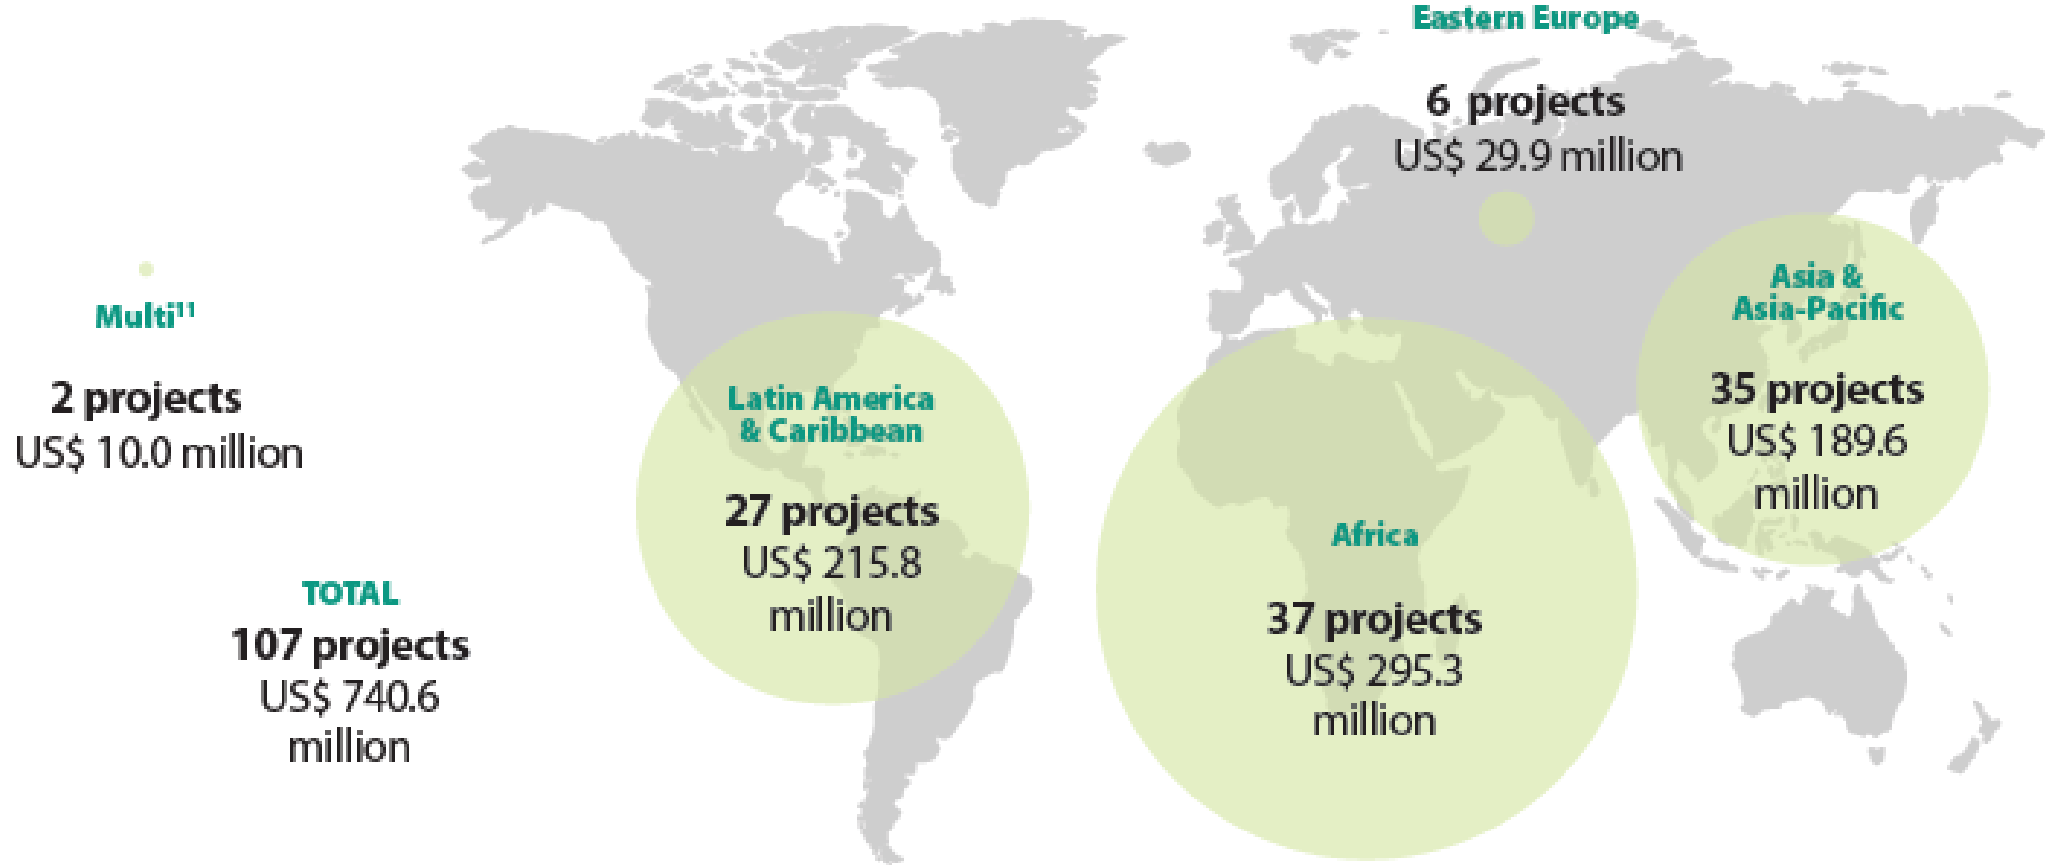 Eastern Europe
6 projects
US$ 29.9 million
Multi¹¹
2 projects
US$ 10.0 million
Latin America
& Caribbean
27 projects
US$ 215.8
million
Africa
37 projects
US$ 295.3
million
Asia &
Asia-Pacific
35 projects
US$ 189.6
million
TOTAL
107 projects
US$ 740.6
million